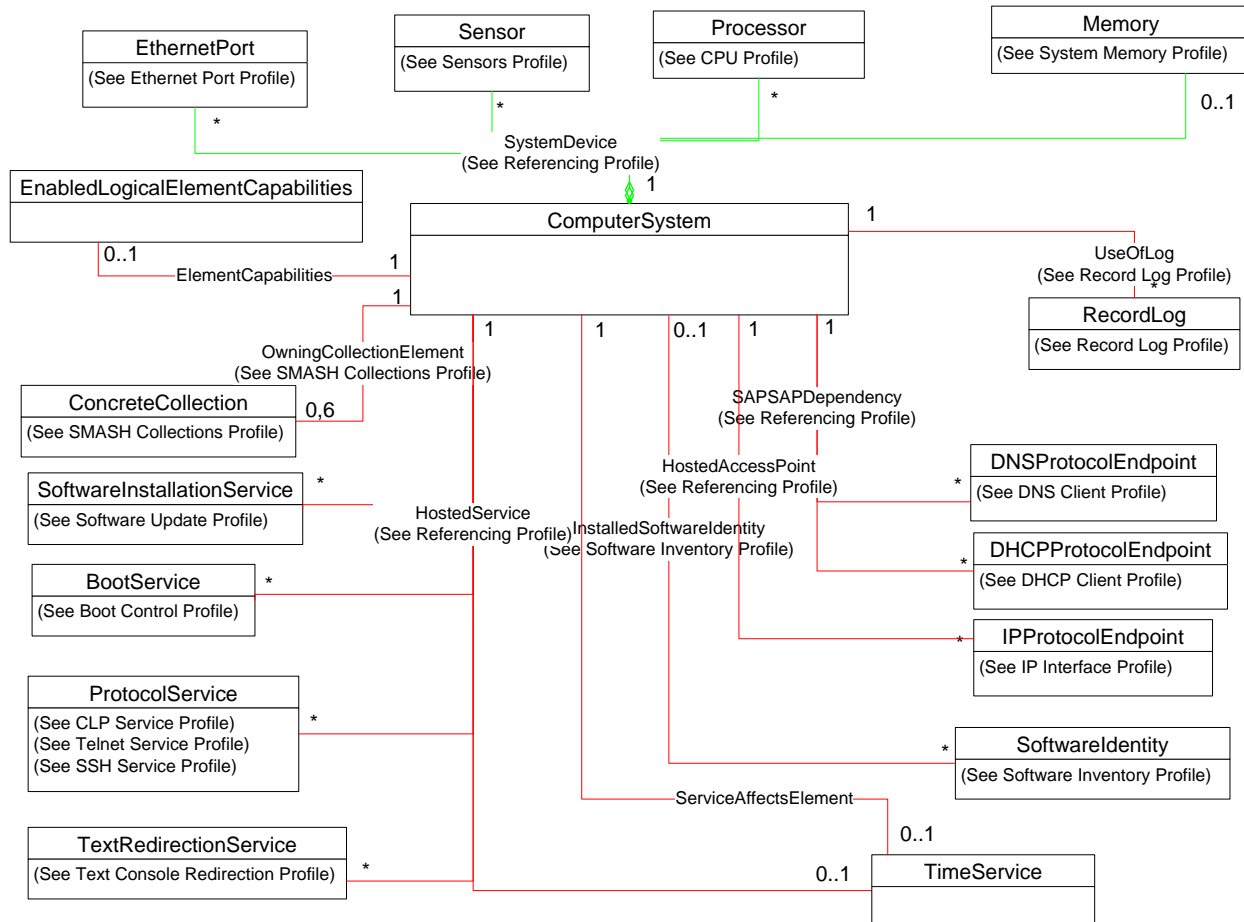 EthernetPort
(See Ethernet Port Profile)
Sensor
(See Sensors Profile)
Processor
(See CPU Profile)
Memory
(See System Memory Profile)
*
*
*
0..1
SystemDevice
(See Referencing Profile)
1
EnabledLogicalElementCapabilities
0..1
ElementCapabilities
1
ComputerSystem
1
UseOfLog
(See Record Log Profile)
*
RecordLog
(See Record Log Profile)
1
OwningCollectionElement
(See SMASH Collections Profile)
0,6
ConcreteCollection
(See SMASH Collections Profile)
1
1
0..1
1
1
SAPSAPDependency
(See Referencing Profile)
HostedAccessPoint
(See Referencing Profile)
InstalledSoftwareIdentity
(See Software Inventory Profile)
HostedService
(See Referencing Profile)
SoftwareInstallationService
(See Software Update Profile)
*
BootService
(See Boot Control Profile)
*
ProtocolService
(See CLP Service Profile)
(See Telnet Service Profile)
(See SSH Service Profile)
*
TextRedirectionService
(See Text Console Redirection Profile)
*
DNSProtocolEndpoint
(See DNS Client Profile)
*
DHCPProtocolEndpoint
(See DHCP Client Profile)
*
IPProtocolEndpoint
(See IP Interface Profile)
*
SoftwareIdentity
(See Software Inventory Profile)
*
ServiceAffectsElement
0..1
0..1
TimeService